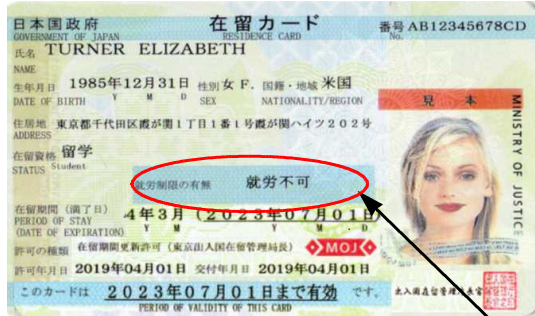 日本国政府 在留カード 番号 AB12345678CD
GOVERNMENT OF JAPAN RESIDENCE CARD No.
氏名 TURNER ELIZABETH
NAME
生年月日 1985年12月31日 性別 女 F. 国籍・地域 米国
DATE OF BIRTH Y M D SEX NATIONALITY/REGION
見本
住居地 東京都千代田区霞が関1丁目1番1号霞が関ハイツ202号
ADDRESS
在留資格 留学
STATUS Student
就労制限の有無 就労不可
在留期間(満了日) 4年3月(2023年07月01日)
PERIOD OF STAY
(DATE OF EXPIRATION) Y M Y M D
許可の種類 在留期間更新許可(東京出入国在留管理局長) MOJ
許可年月日 2019年04月01日 交付年月日 2019年04月01日
このカードは 2023年07月01日まで有効 です。
PERIOD OF VALIDITY OF THIS CARD
MINISTRY OF JUSTICE
出入国在留管理庁長官